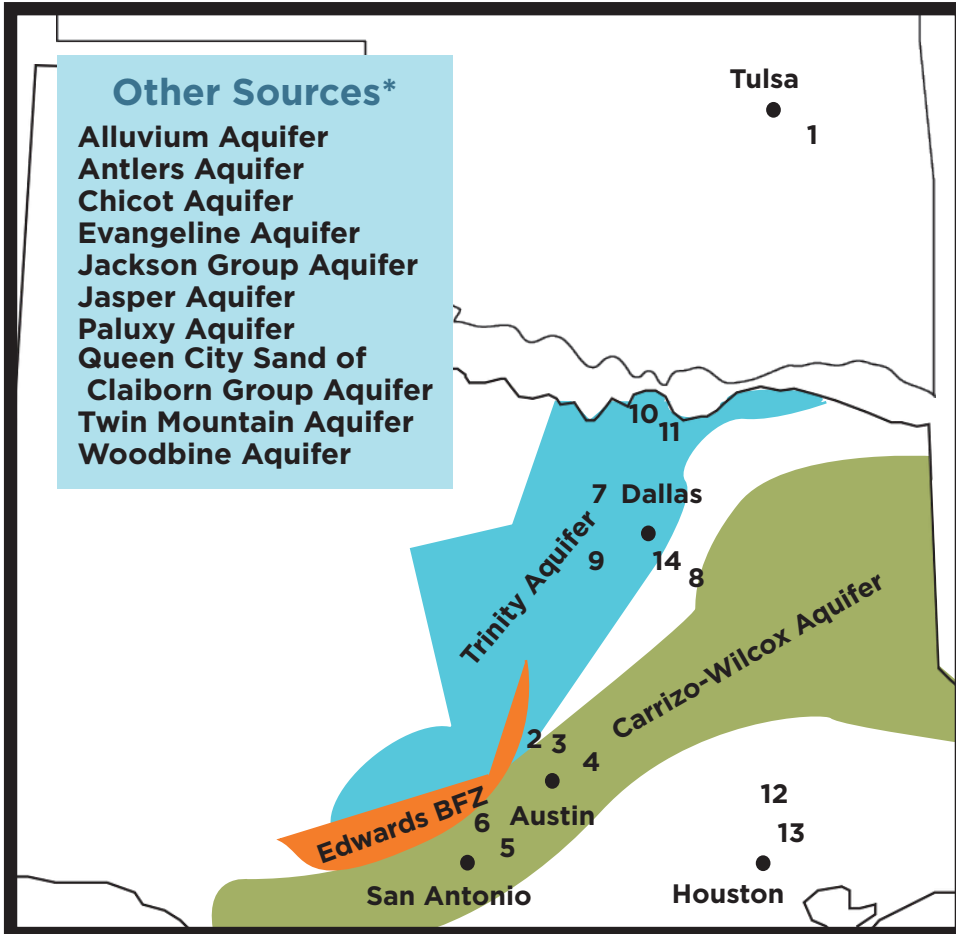 Other Sources*
Alluvium Aquifer
Antlers Aquifer
Chicot Aquifer
Evangeline Aquifer
Jackson Group Aquifer
Jasper Aquifer
Paluxy Aquifer
Queen City Sand of
Claiborn Group Aquifer
Twin Mountain Aquifer
Woodbine Aquifer
Tulsa
1
10
11
7 Dallas
Trinity Aquifer
9
14
8
Carrizo-Wilcox Aquifer
2
3
4
Edwards BFZ
6
Austin
5
San Antonio
12
13
Houston